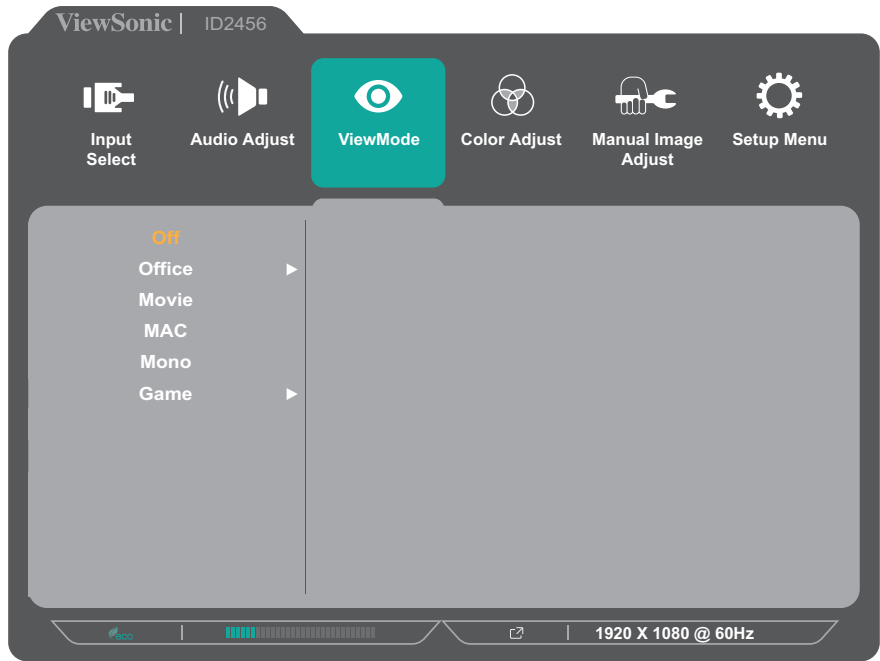 ViewSonic | ID2456
Input Select
Audio Adjust
ViewMode
Color Adjust
Manual Image Adjust
Setup Menu
Off
Office
Movie
MAC
Mono
Game
eco
1920 X 1080 @ 60Hz